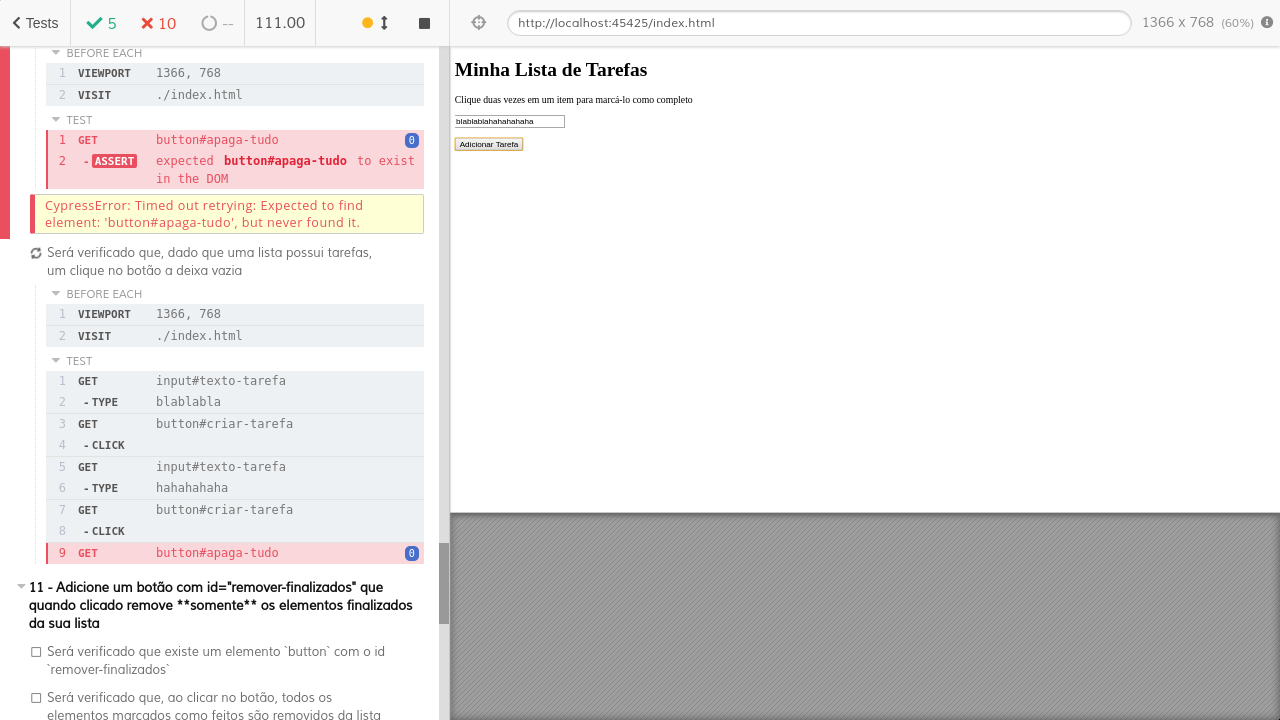 Tests
5
10
--
111.00
http://localhost:45425/index.html
1366 x 768 (60%)
BEFORE EACH
1 VIEWPORT 1366, 768
2 VISIT ./index.html
TEST
1 GET button#apaga-tudo 0
2 - ASSERT expected button#apaga-tudo to exist
in the DOM
CypressError: Timed out retrying: Expected to find
element: 'button#apaga-tudo', but never found it.
Será verificado que, dado que uma lista possui tarefas,
um clique no botão a deixa vazia
BEFORE EACH
1 VIEWPORT 1366, 768
2 VISIT ./index.html
TEST
1 GET input#texto-tarefa
2 - TYPE blablabla
3 GET button#criar-tarefa
4 - CLICK
5 GET input#texto-tarefa
6 - TYPE hahahahaha
7 GET button#criar-tarefa
8 - CLICK
9 GET button#apaga-tudo 0
11 - Adicione um botão com id="remover-finalizados" que
quando clicado remove **somente** os elementos finalizados
da sua lista
Será verificado que existe um elemento `button` com o id
`remover-finalizados`
Será verificado que, ao clicar no botão, todos os
elementos marcados como feitos são removidos da lista
Minha Lista de Tarefas
Clique duas vezes em um item para marcá-lo como completo
blablablahahahahaha
Adicionar Tarefa